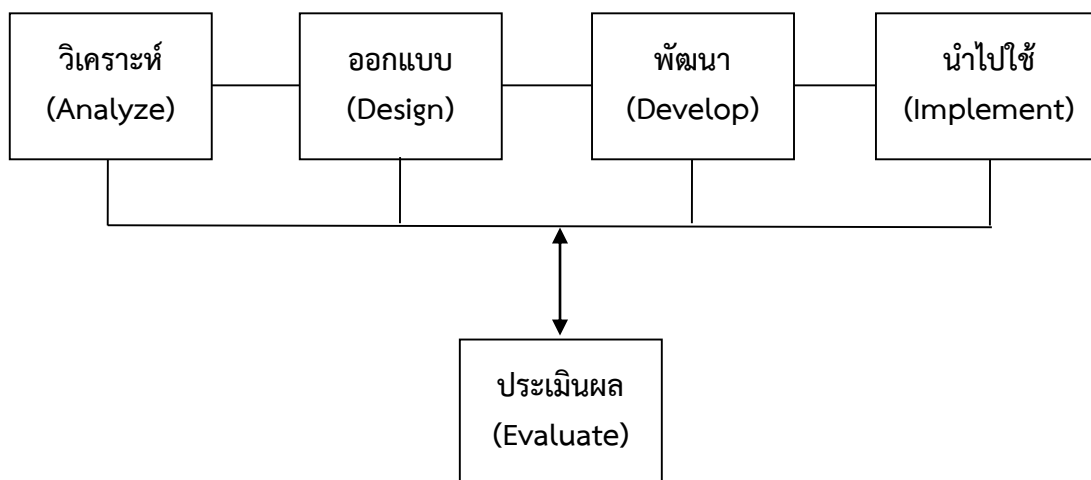 วิเคราะห์
(Analyze)
ออกแบบ
(Design)
พัฒนา
(Develop)
นำไปใช้
(Implement)
ประเมินผล
(Evaluate)